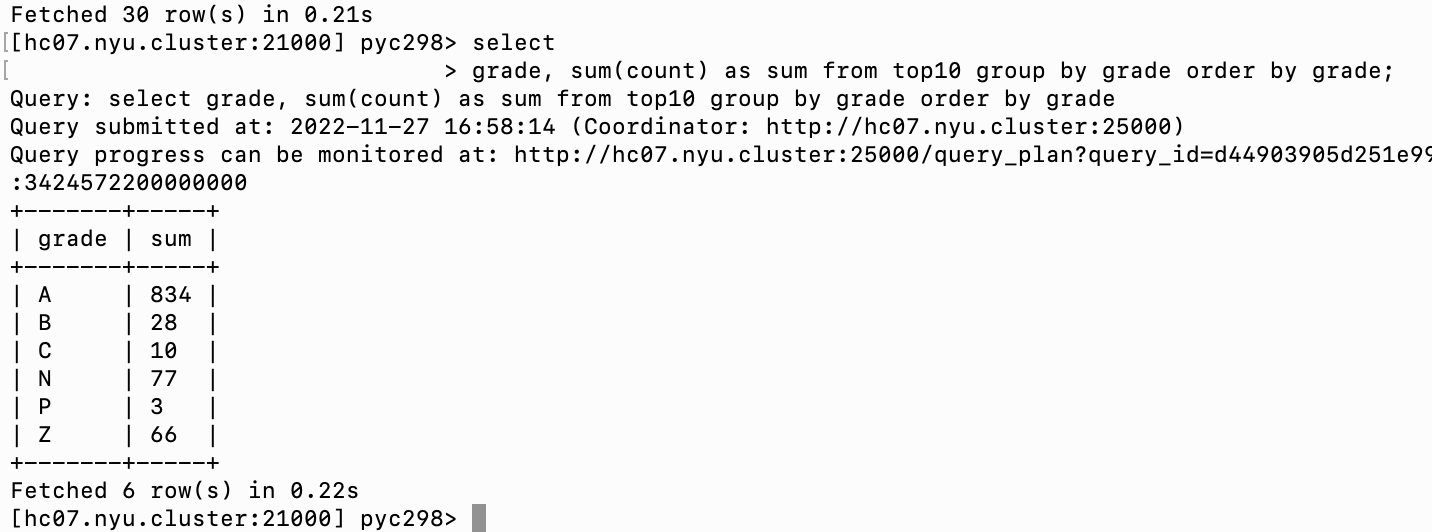 Fetched 30 row(s) in 0.21s
[[hc07.nyu.cluster:21000] pyc298> select
[                               > grade, sum(count) as sum from top10 group by grade order by grade;
Query: select grade, sum(count) as sum from top10 group by grade order by grade
Query submitted at: 2022-11-27 16:58:14 (Coordinator: http://hc07.nyu.cluster:25000)
Query progress can be monitored at: http://hc07.nyu.cluster:25000/query_plan?query_id=d44903905d251e99
:3424572200000000
+-------+-----+
| grade | sum |
+-------+-----+
| A     | 834 |
| B     | 28  |
| C     | 10  |
| N     | 77  |
| P     | 3   |
| Z     | 66  |
+-------+-----+
Fetched 6 row(s) in 0.22s
[hc07.nyu.cluster:21000] pyc298>